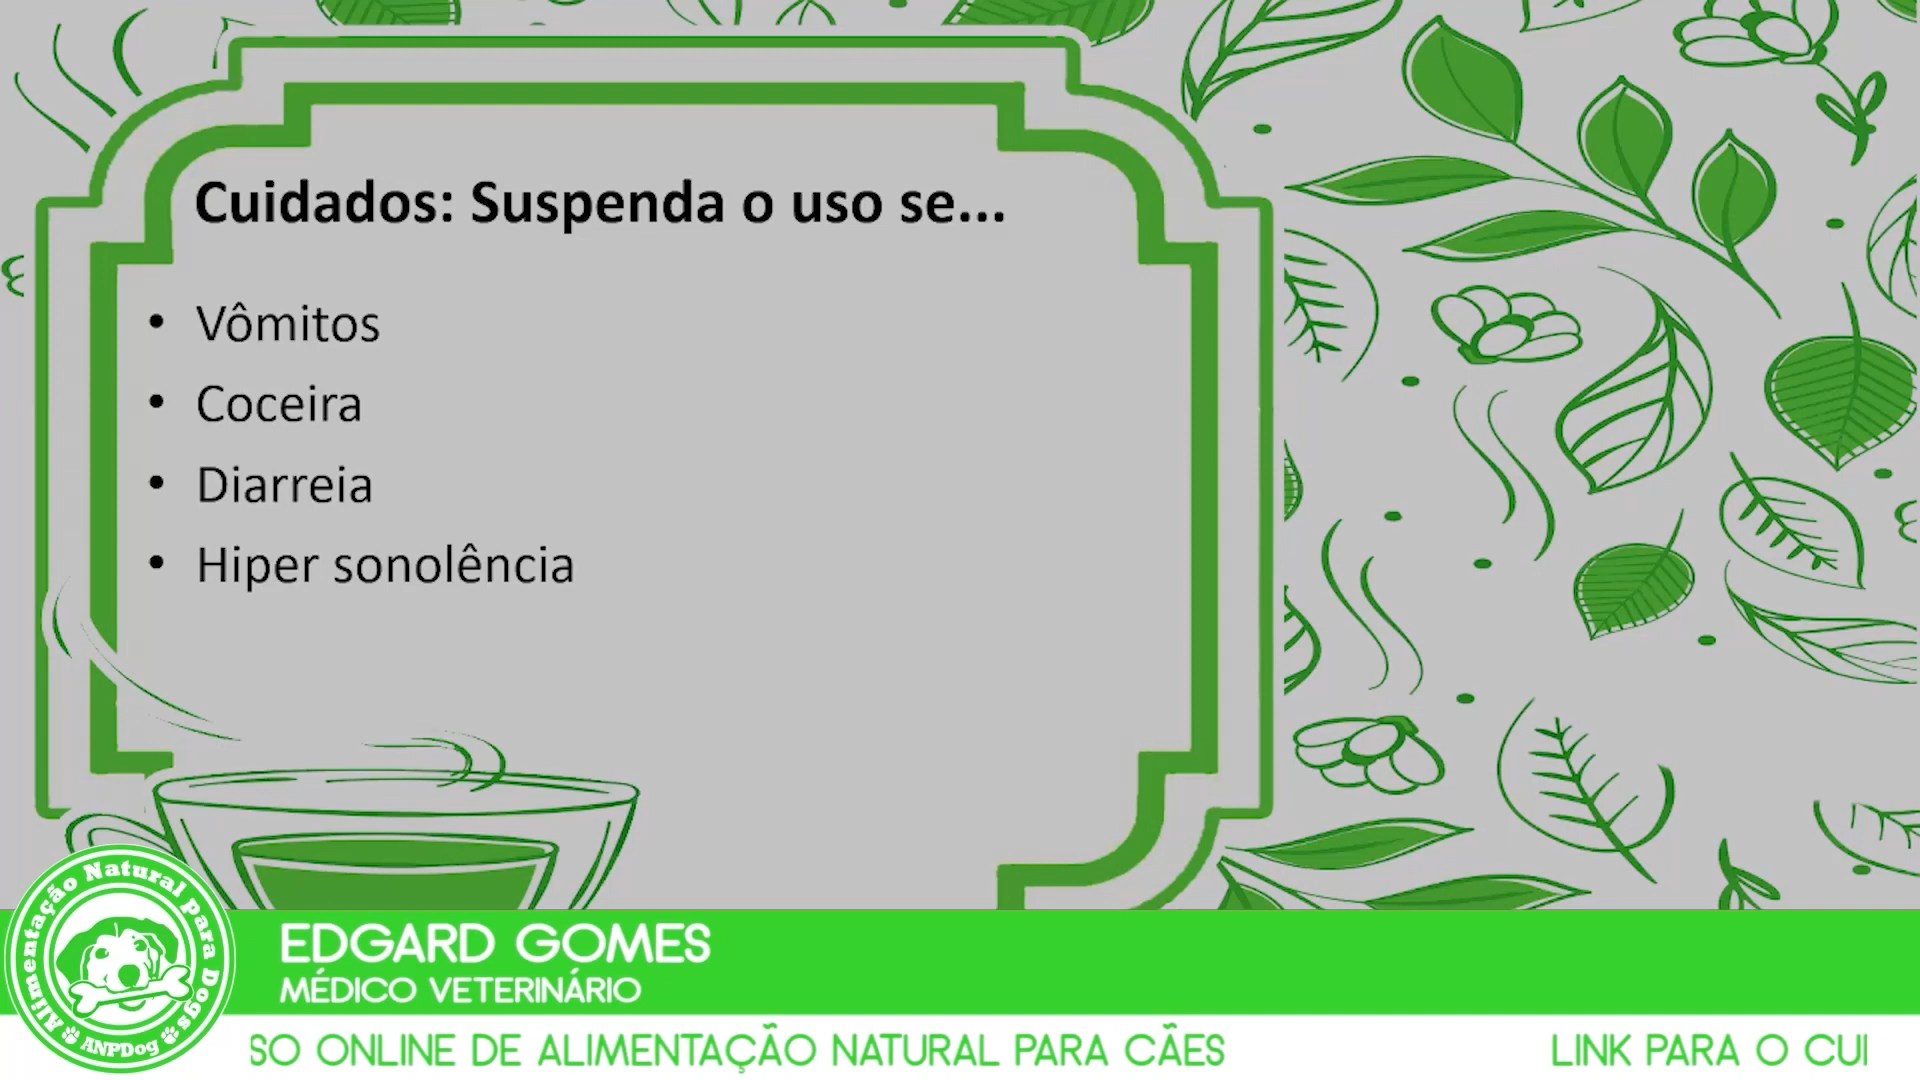 Cuidados: Suspenda o uso se...
• Vômitos
• Coceira
• Diarreia
• Hiper sonolência
Alimentação Natural Para Dogs
ANPDog
EDGARD GOMES
MÉDICO VETERINÁRIO
SO ONLINE DE ALIMENTAÇÃO NATURAL PARA CÃES
LINK PARA O CU